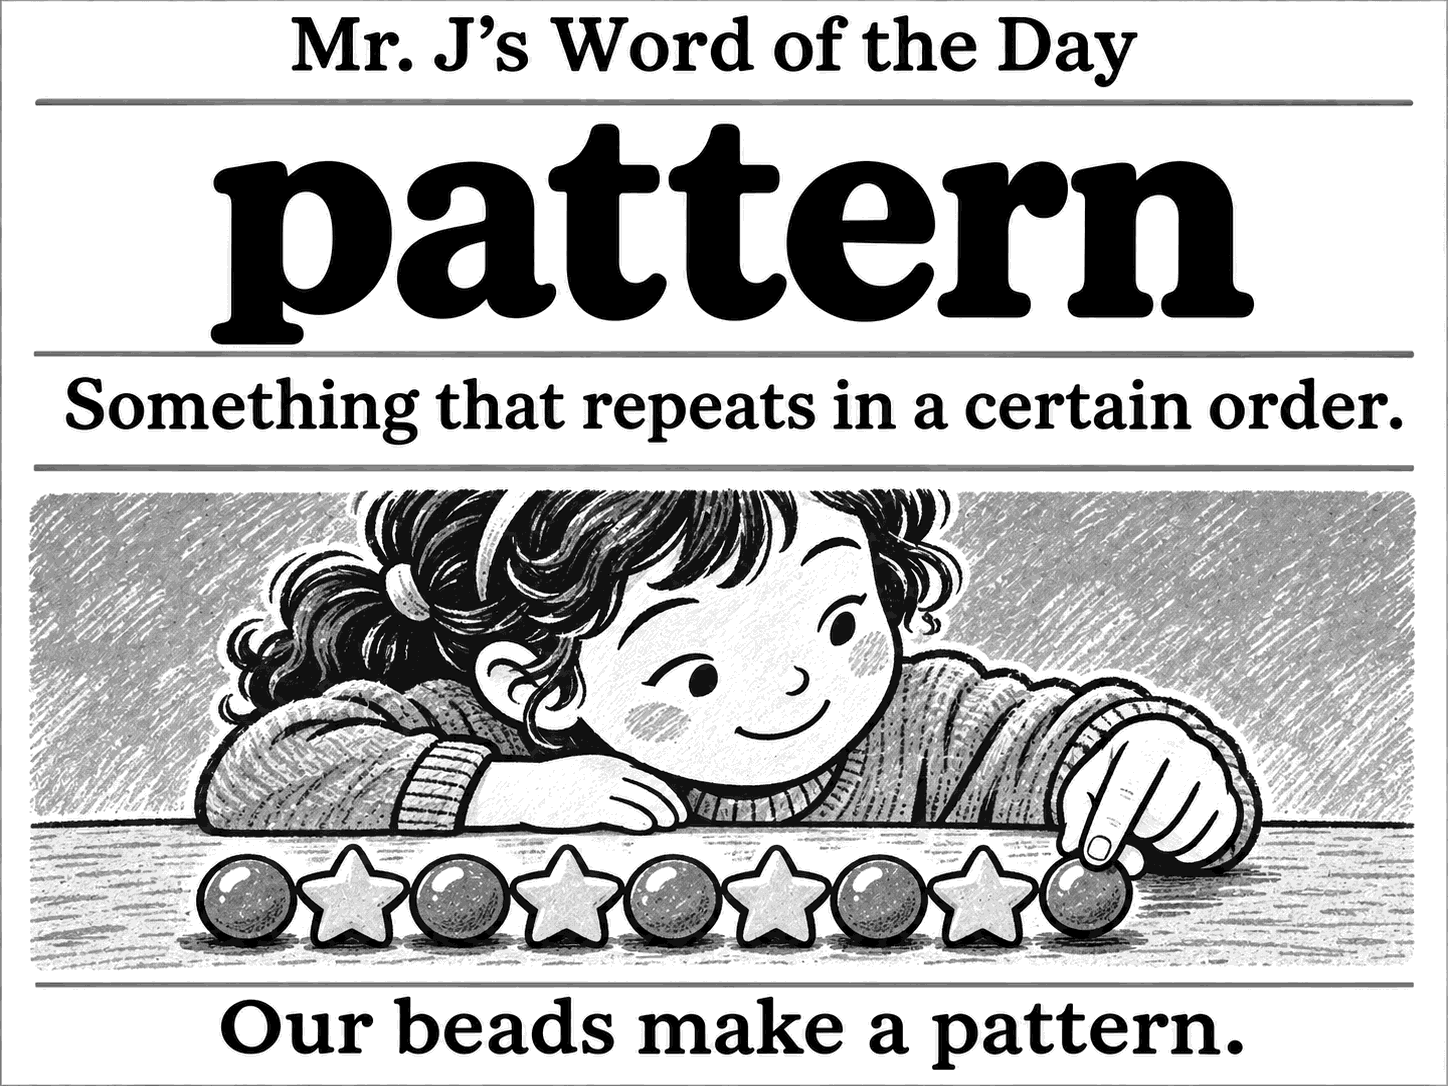 Mr. J’s Word of the Day
pattern
Something that repeats in a certain order.
Our beads make a pattern.